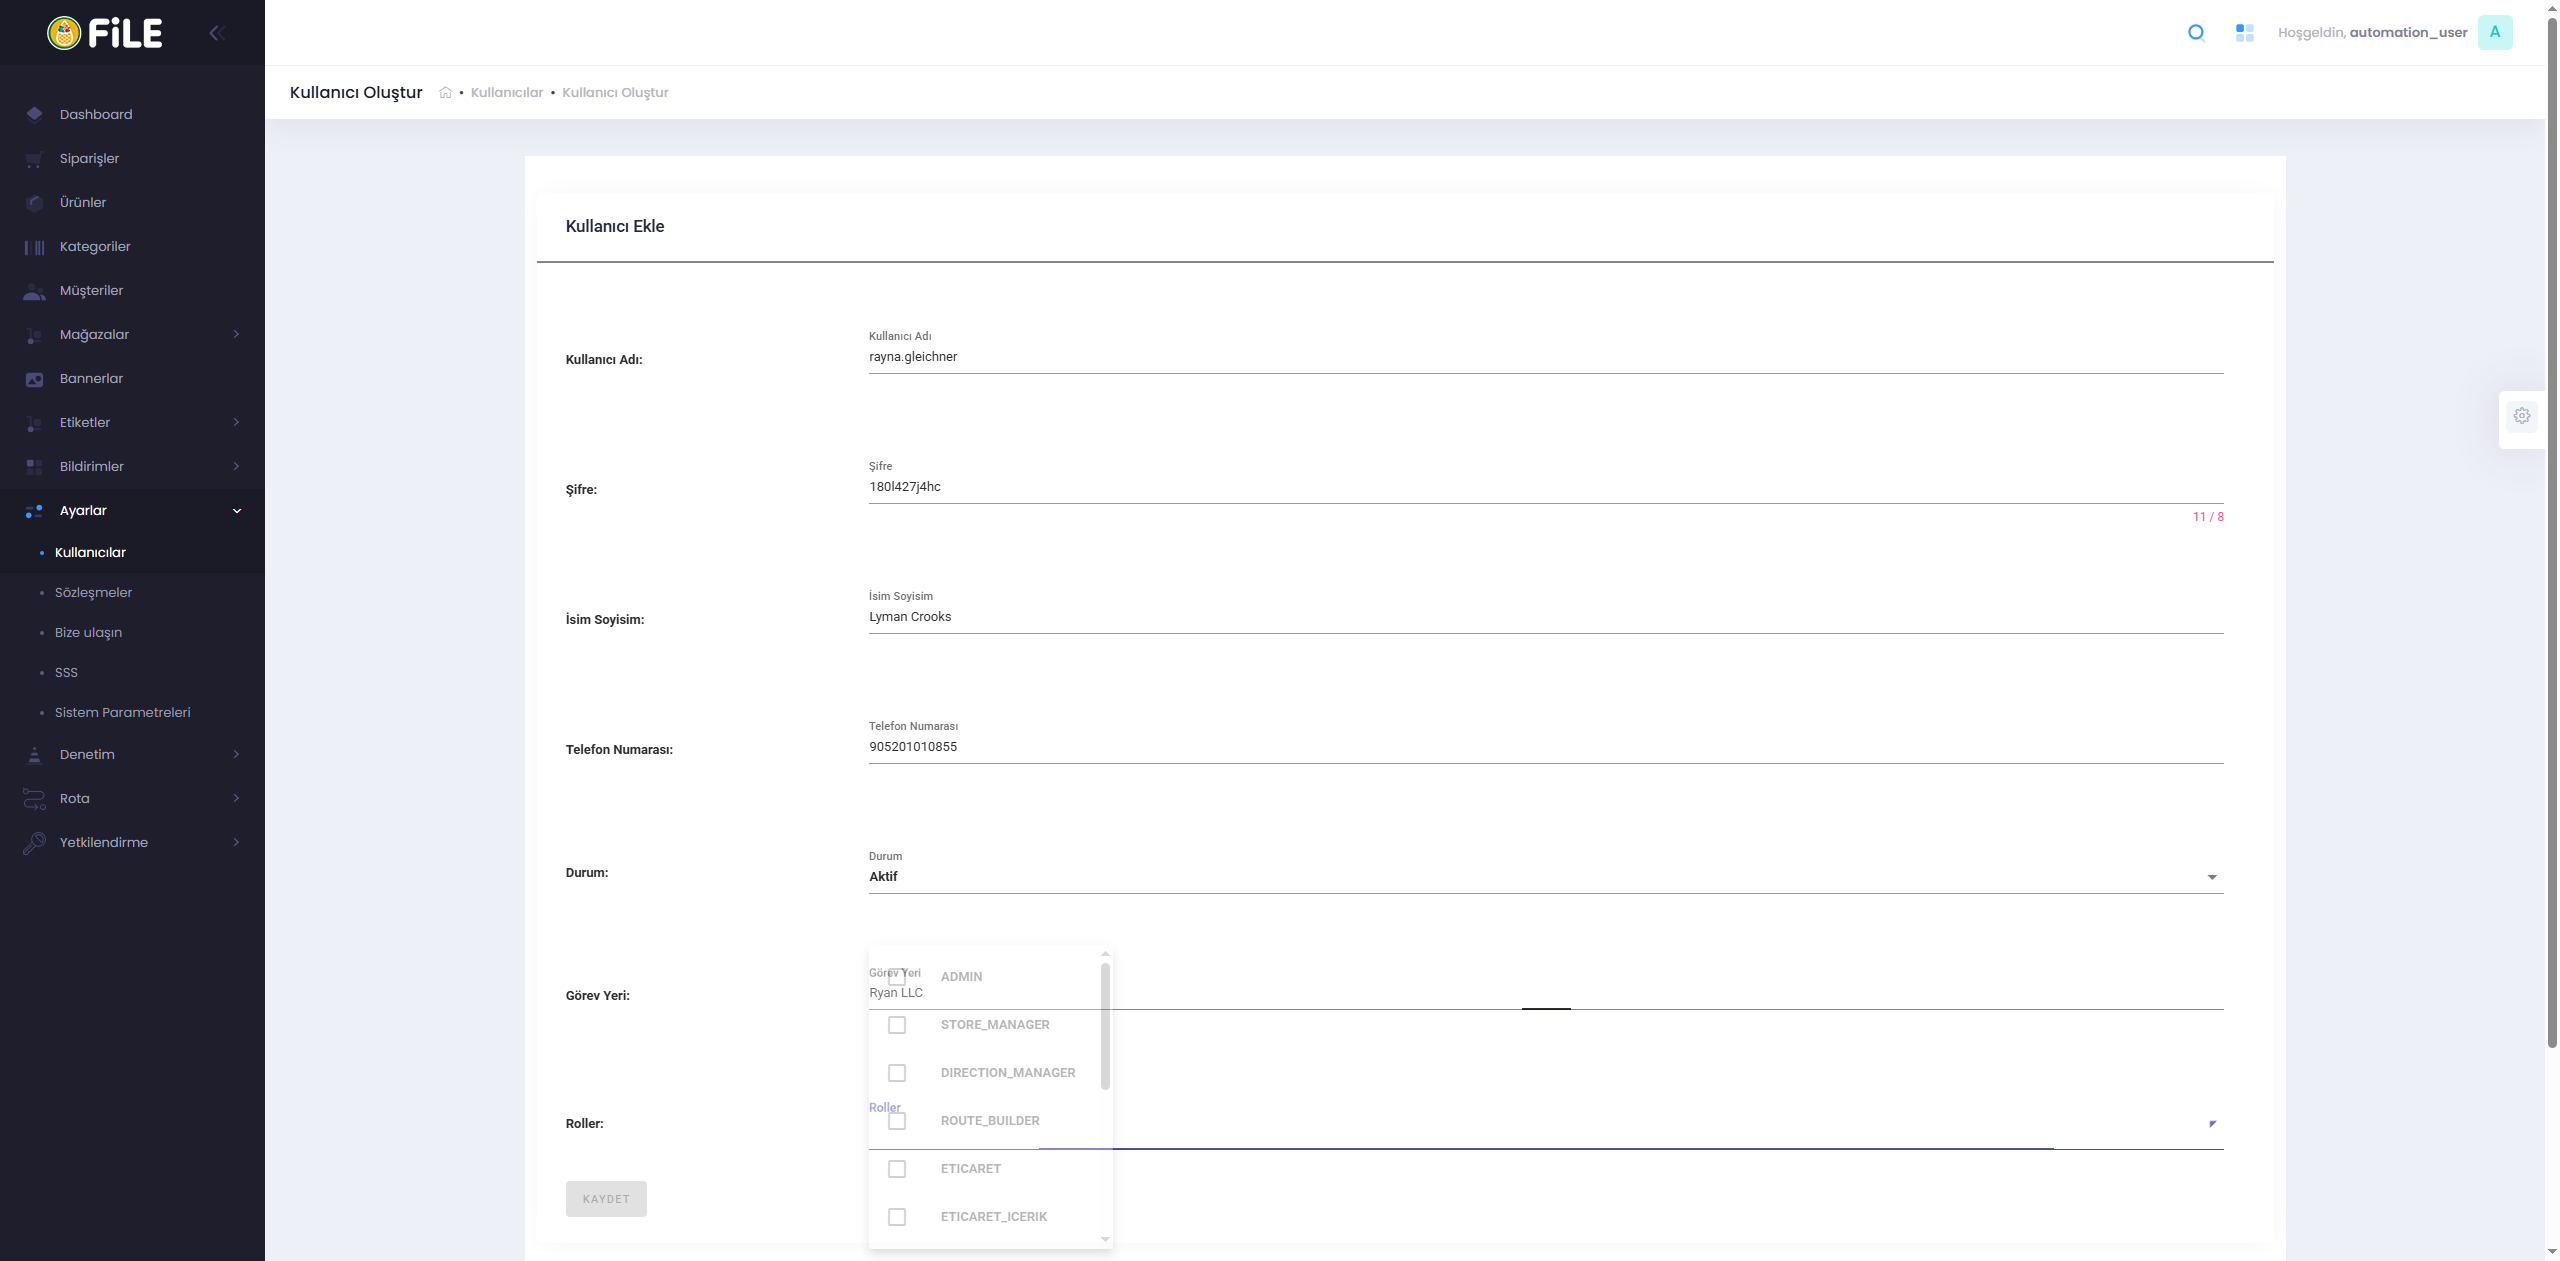 FiLE
Hoşgeldin, automation_user
A
Kullanıcı Oluştur • Kullanıcılar • Kullanıcı Oluştur
Dashboard
Siparişler
Ürünler
Kategoriler
Müşteriler
Mağazalar
Bannerlar
Etiketler
Bildirimler
Ayarlar
• Kullanıcılar
• Sözleşmeler
• Bize ulaşın
• SSS
• Sistem Parametreleri
Denetim
Rota
Yetkilendirme
Kullanıcı Ekle
Kullanıcı Adı:
Kullanıcı Adı
rayna.gleichner
Şifre:
Şifre
180l427j4hc
11 / 8
İsim Soyisim:
İsim Soyisim
Lyman Crooks
Telefon Numarası:
Telefon Numarası
905201010855
Durum:
Durum
Aktif
Görev Yeri:
Görev Yeri
Ryan LLC
Roller:
Roller
ADMIN
STORE_MANAGER
DIRECTION_MANAGER
ROUTE_BUILDER
ETICARET
ETICARET_ICERIK
KAYDET